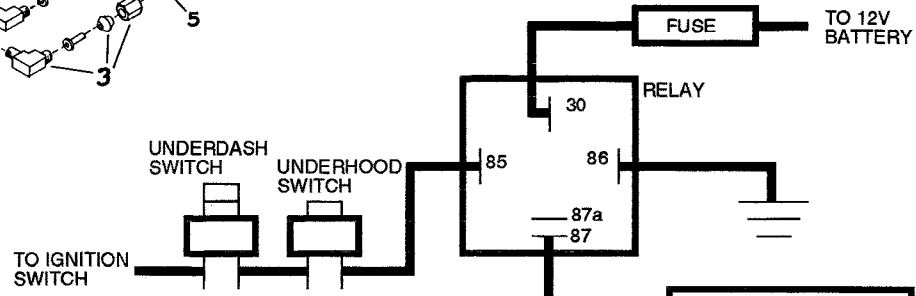 5
3
FUSE
TO 12V
BATTERY
RELAY
30
85
86
87a
87
UNDERDASH
SWITCH
UNDERHOOD
SWITCH
TO IGNITION
SWITCH